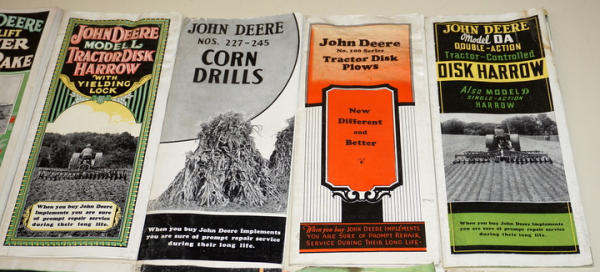 LIFT
ER
RAKE
JOHN DEERE
MODEL L
TRACTOR DISK
HARROW
WITH
YIELDING
LOCK
When you buy John Deere
Implements you are sure
of prompt repair service
during their long life.
JOHN DEERE
NOS. 227-245
CORN
DRILLS
When you buy John Deere Implements
you are sure of prompt repair service
during their long life.
John Deere
No. 100 Series
Tractor Disk
Plows
New
Different
and
Better
When you buy John Deere Implements
you are Sure of Prompt Repair
Service During Their Long Life-
JOHN DEERE
Model DA
DOUBLE-ACTION
Tractor-Controlled
DISK HARROW
Also MODEL D
SINGLE-ACTION
HARROW
When you buy John Deere Implements
you are sure of prompt repair service
during their long life.